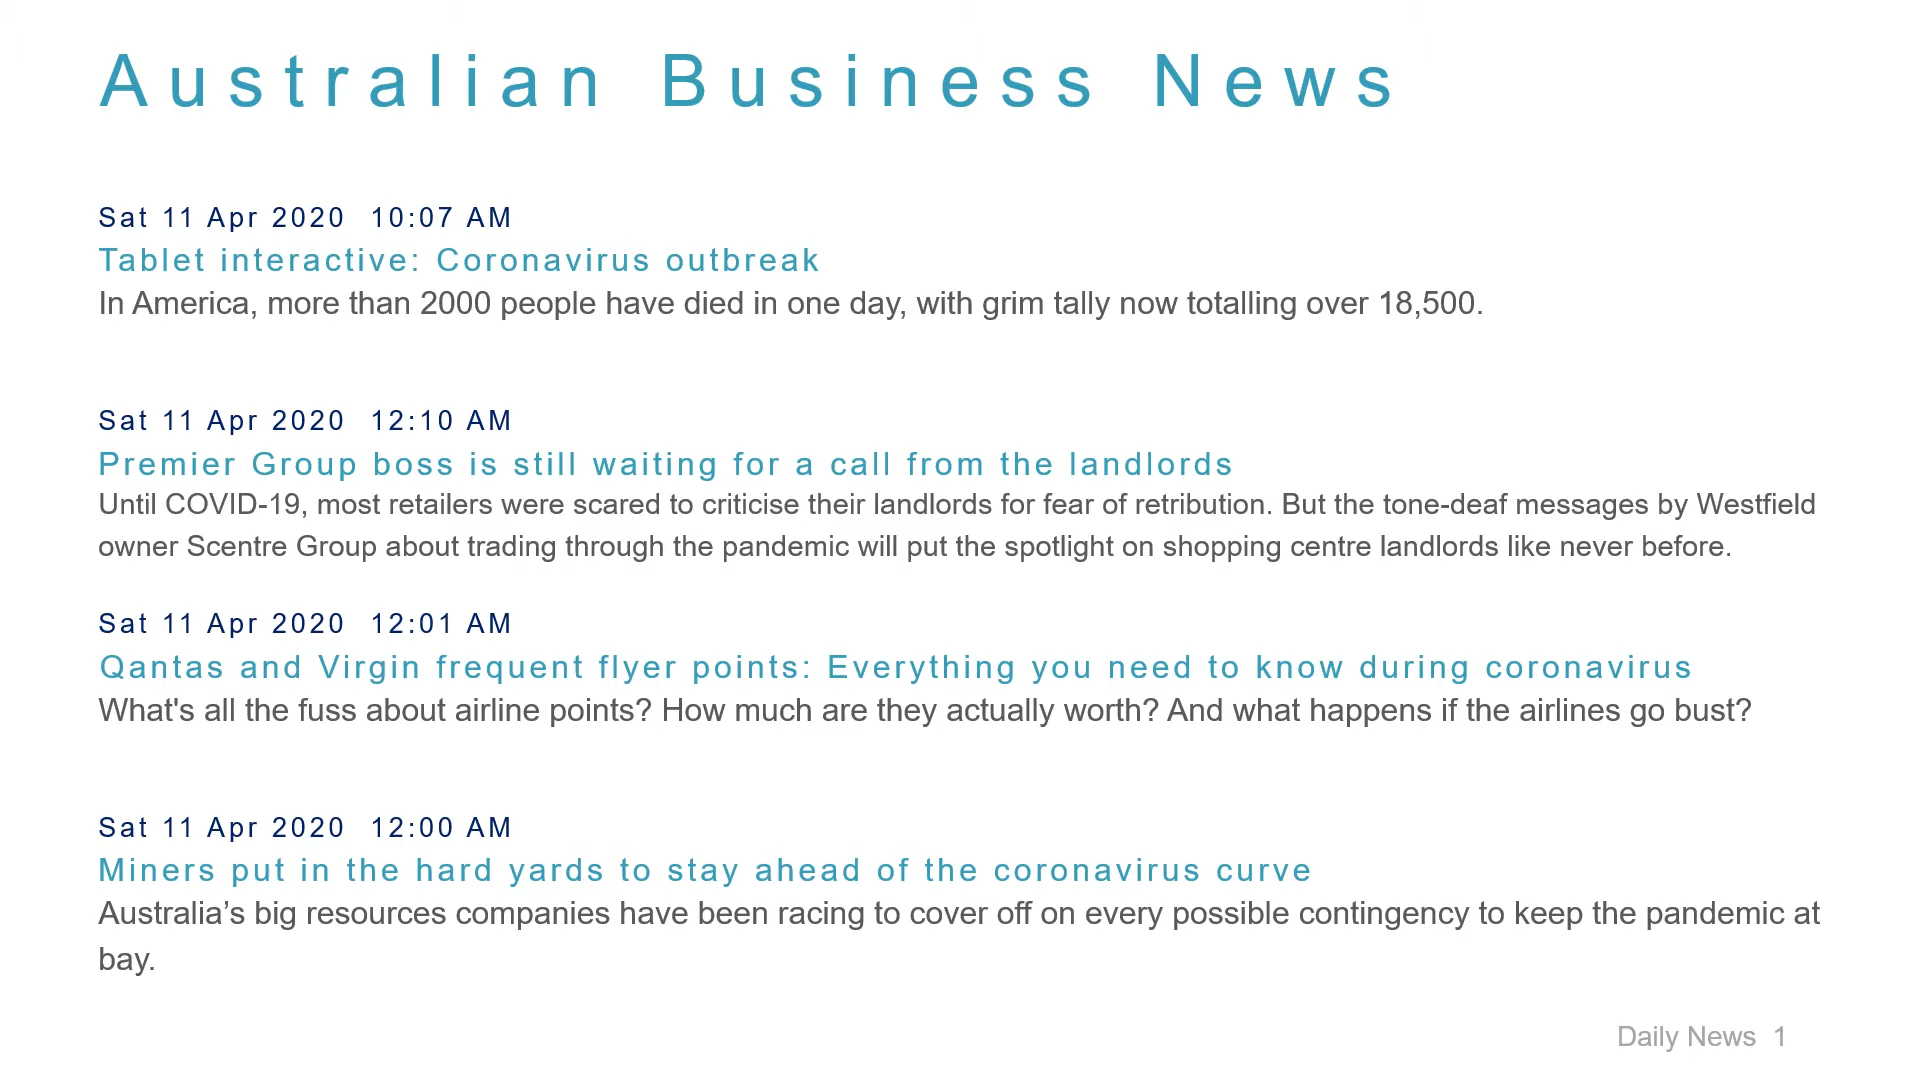 Australian Business News
Sat 11 Apr 2020  10:07 AM
Tablet interactive: Coronavirus outbreak
In America, more than 2000 people have died in one day, with grim tally now totalling over 18,500.
Sat 11 Apr 2020  12:10 AM
Premier Group boss is still waiting for a call from the landlords
Until COVID-19, most retailers were scared to criticise their landlords for fear of retribution. But the tone-deaf messages by Westfield
owner Scentre Group about trading through the pandemic will put the spotlight on shopping centre landlords like never before.
Sat 11 Apr 2020  12:01 AM
Qantas and Virgin frequent flyer points: Everything you need to know during coronavirus
What's all the fuss about airline points? How much are they actually worth? And what happens if the airlines go bust?
Sat 11 Apr 2020  12:00 AM
Miners put in the hard yards to stay ahead of the coronavirus curve
Australia’s big resources companies have been racing to cover off on every possible contingency to keep the pandemic at
bay.
Daily News  1